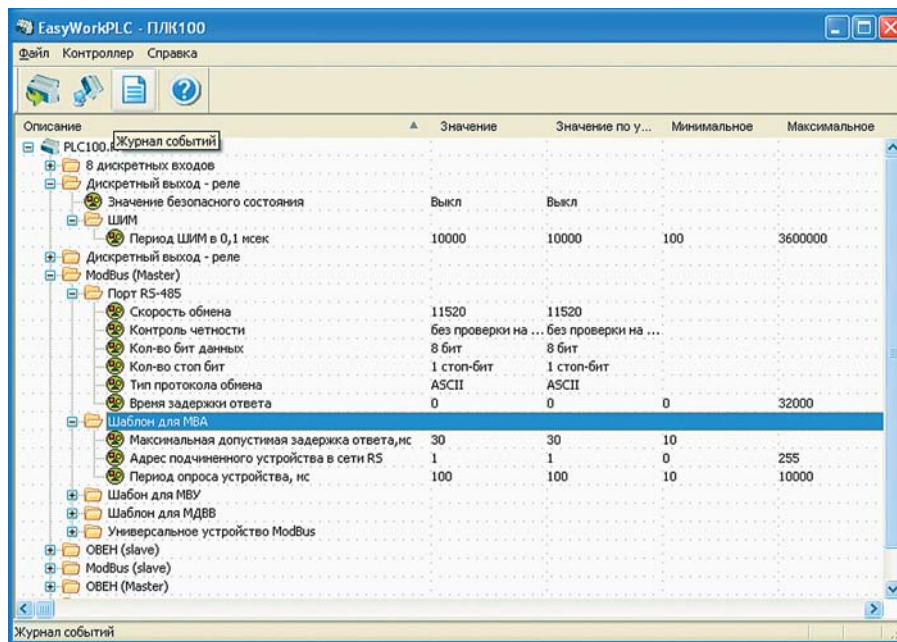 EasyWorkPLC - ПЛК100
Файл Контроллер Справка
Описание Значение Значение по у... Минимальное Максимальное
Журнал событий
PLC100.
8 дискретных входов
Дискретный выход - реле
Значение безопасного состояния Выкл Выкл
ШИМ
Период ШИМ в 0,1 мсек 10000 10000 100 3600000
Дискретный выход - реле
ModBus (Master)
Порт RS-485
Скорость обмена 11520 11520
Контроль четности без проверки на ... без проверки на ...
Кол-во бит данных 8 бит 8 бит
Кол-во стоп бит 1 стоп-бит 1 стоп-бит
Тип протокола обмена ASCII ASCII
Время задержки ответа 0 0 0 32000
Шаблон для МВА
Максимальная допустимая задержка ответа,мс 30 30 10
Адрес подчиненного устройства в сети RS 1 1 0 255
Период опроса устройства, мс 100 100 10 10000
Шабон для МВУ
Шаблон для МДВВ
Универсальное устройство ModBus
ОВЕН (slave)
ModBus (slave)
ОВЕН (Master)
Журнал событий